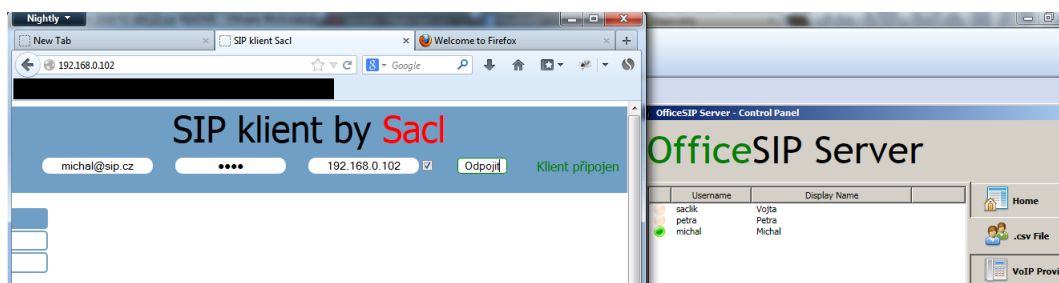 Nightly
New Tab
SIP klient Sacl
Welcome to Firefox
192.168.0.102
Google
SIP klient by Sacl
michal@sip.cz
192.168.0.102
Odpojit
Klient připojen
OfficeSIP Server - Control Panel
OfficeSIP Server
Username Display Name
saclik Vojta
petra Petra
michal Michal
Home
.csv File
VoIP Provi